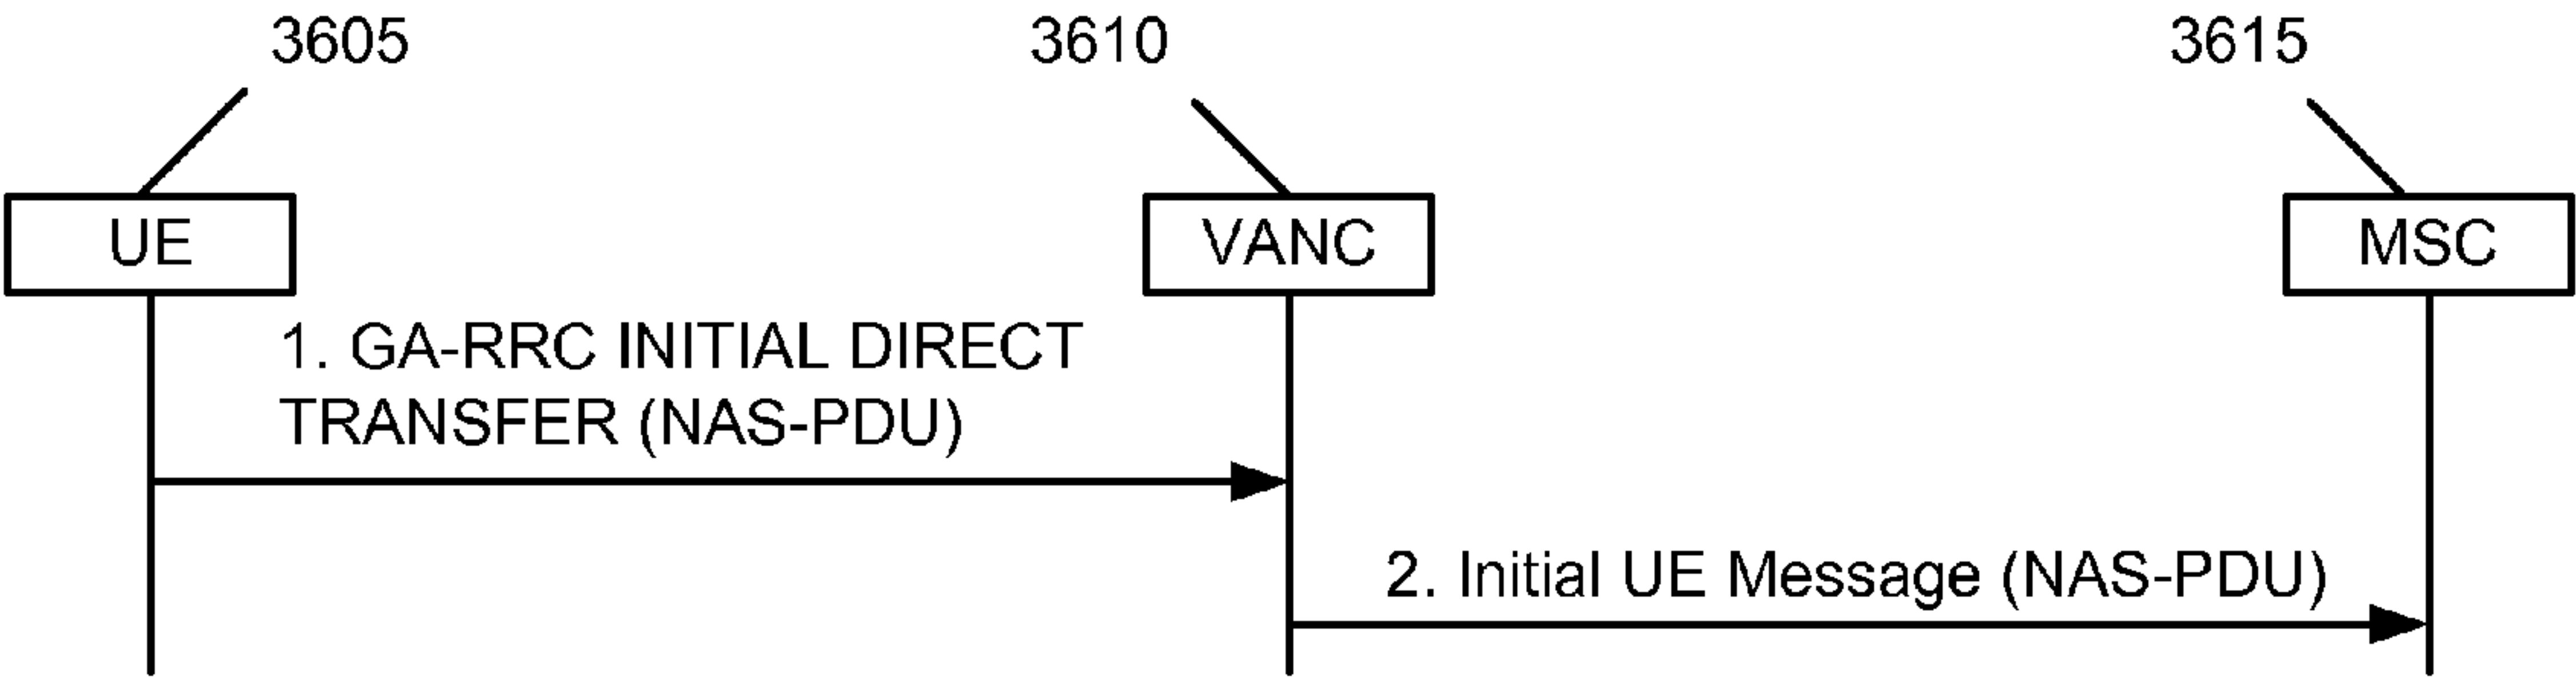 3605
3610
3615
UE
VANC
MSC
1. GA-RRC INITIAL DIRECT
TRANSFER (NAS-PDU)
2. Initial UE Message (NAS-PDU)